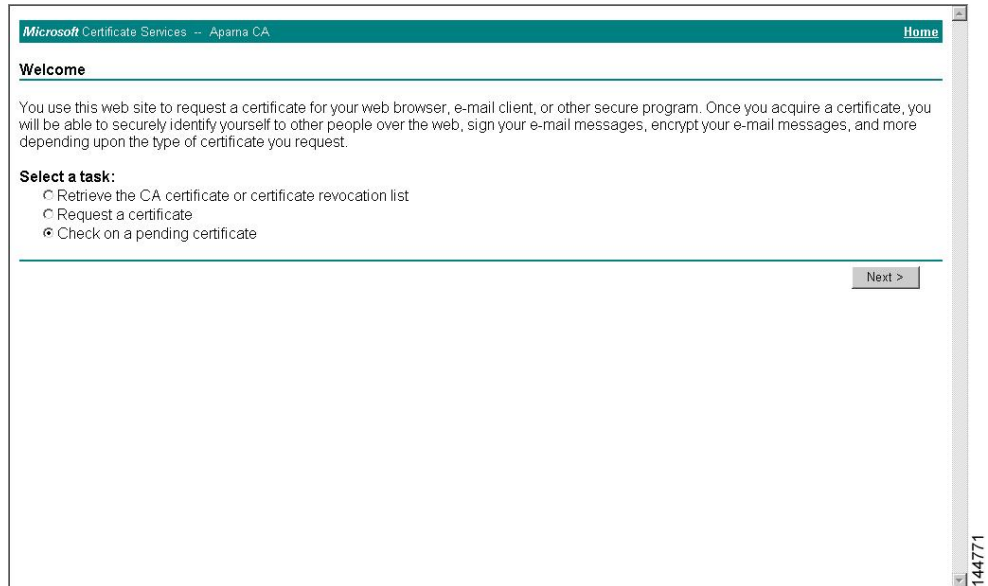 Microsoft Certificate Services -- Aparna CA Home
Welcome
You use this web site to request a certificate for your web browser, e-mail client, or other secure program. Once you acquire a certificate, you
will be able to securely identify yourself to other people over the web, sign your e-mail messages, encrypt your e-mail messages, and more
depending upon the type of certificate you request.
Select a task:
Retrieve the CA certificate or certificate revocation list
Request a certificate
Check on a pending certificate
Next >
144771